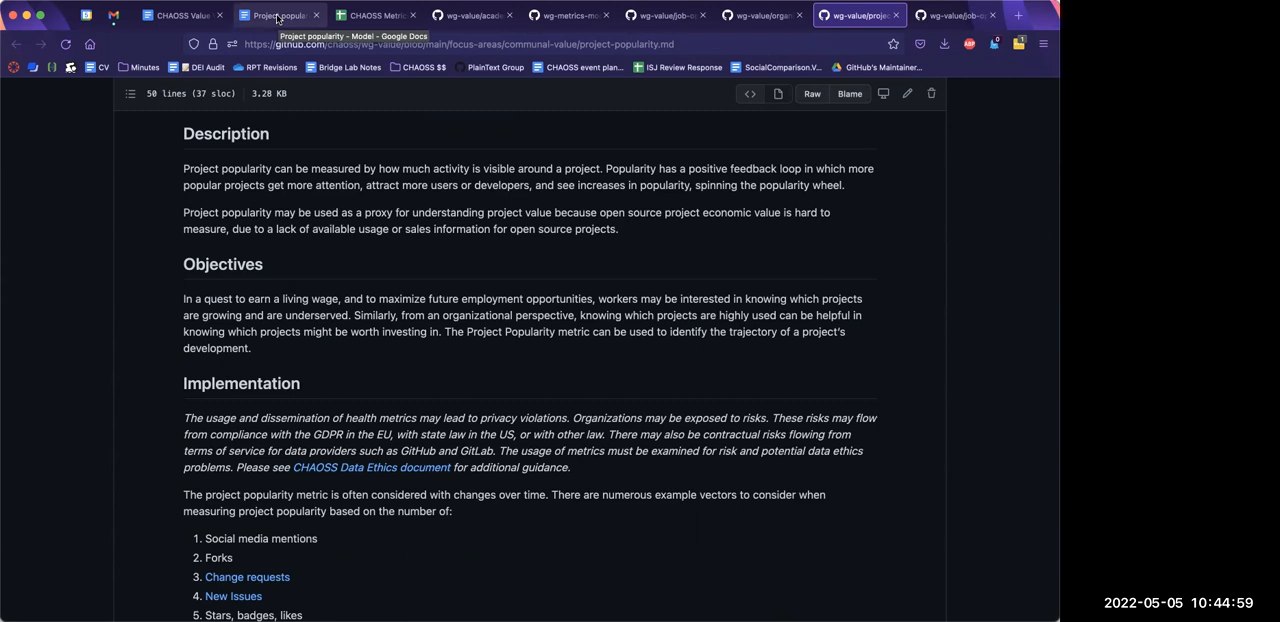 CHAOSS Value
Project popular
CHAOSS Metric
wg-value/acade
wg-metrics-mo
wg-value/job-op
wg-value/organ
wg-value/projec
wg-value/job-op
Project popularity - Model - Google Docs
https://github.com/chaoss/wg-value/blob/main/focus-areas/communal-value/project-popularity.md
CV Minutes DEI Audit RPT Revisions Bridge Lab Notes CHAOSS $$ PlainText Group CHAOSS event plan... ISJ Review Response SocialComparison.V... GitHub's Maintainer...
50 lines (37 sloc) 3.28 KB Raw Blame
Description
Project popularity can be measured by how much activity is visible around a project. Popularity has a positive feedback loop in which more
popular projects get more attention, attract more users or developers, and see increases in popularity, spinning the popularity wheel.
Project popularity may be used as a proxy for understanding project value because open source project economic value is hard to
measure, due to a lack of available usage or sales information for open source projects.
Objectives
In a quest to earn a living wage, and to maximize future employment opportunities, workers may be interested in knowing which projects
are growing and are underserved. Similarly, from an organizational perspective, knowing which projects are highly used can be helpful in
knowing which projects might be worth investing in. The Project Popularity metric can be used to identify the trajectory of a project's
development.
Implementation
The usage and dissemination of health metrics may lead to privacy violations. Organizations may be exposed to risks. These risks may flow
from compliance with the GDPR in the EU, with state law in the US, or with other law. There may also be contractual risks flowing from
terms of service for data providers such as GitHub and GitLab. The usage of metrics must be examined for risk and potential data ethics
problems. Please see CHAOSS Data Ethics document for additional guidance.
The project popularity metric is often considered with changes over time. There are numerous example vectors to consider when
measuring project popularity based on the number of:
1. Social media mentions
2. Forks
3. Change requests
4. New Issues
5. Stars, badges, likes
2022-05-05 10:44:59